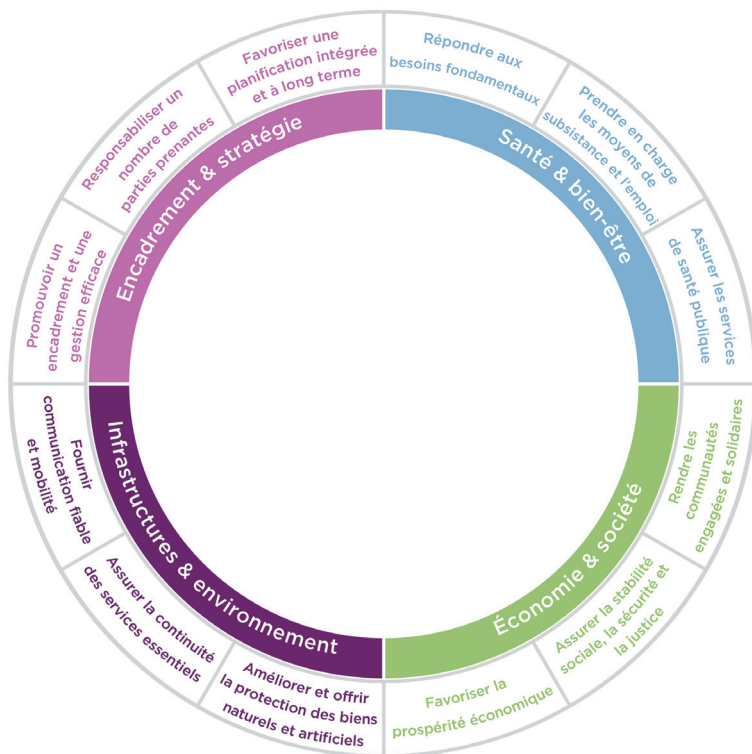 Répondre aux
besoins fondamentaux
Prendre en charge
les moyens de
subsistance et l'emploi
Assurer les services
de santé publique
Santé & bien-être
Rendre les
communautés
engagées et solidaires
Assurer la stabilité
sociale, la sécurité et
la justice
Favoriser la
prospérité économique
Économie & société
Améliorer et offrir
la protection des biens
naturels et artificiels
Assurer la continuité
des services essentiels
Fournir
communication fiable
et mobilité
Infrastructures & environnement
Promouvoir un
encadrement et une
gestion efficace
Responsabiliser un
nombre de
parties prenantes
Favoriser une
planification intégrée
et à long terme
Encadrement & stratégie